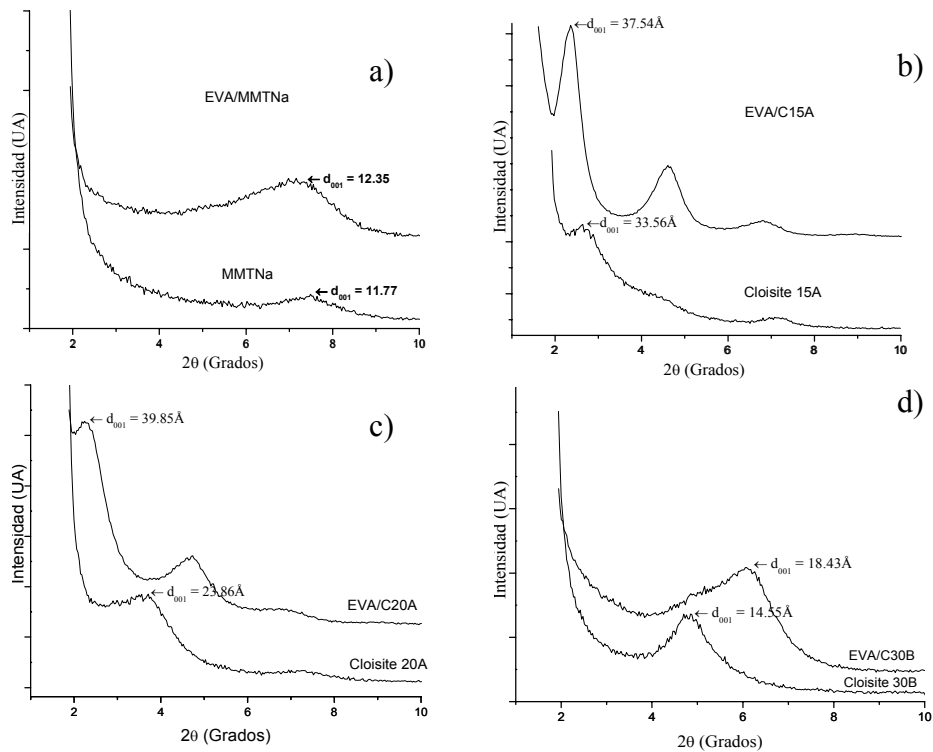 a)
Intensidad (UA)
EVA/MMTNa
← d001 = 12.35
MMTNa
← d001 = 11.77
2 4 6 8 10
2θ (Grados)
b)
Intensidad (UA)
←d001 = 37.54Å
EVA/C15A
←d001 = 33.56Å
Cloisite 15A
2 4 6 8 10
2θ (Grados)
c)
Intensidad (UA)
← d001 = 39.85Å
← d001 = 23.86Å
EVA/C20A
Cloisite 20A
2 4 6 8 10
2θ (Grados)
d)
Intensidad (UA)
← d001 = 18.43Å
← d001 = 14.55Å
EVA/C30B
Cloisite 30B
2 4 6 8 10
2θ (Grados)